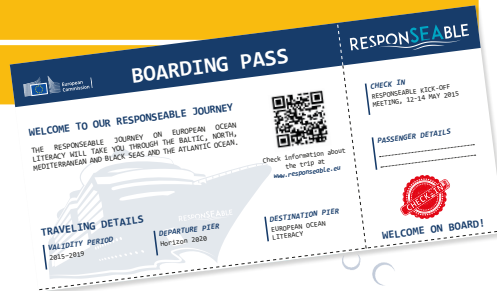 European
Commission
BOARDING PASS
RESPONSEABLE
WELCOME TO OUR RESPONSEABLE JOURNEY
THE RESPONSEABLE JOURNEY ON EUROPEAN OCEAN
LITERACY WILL TAKE YOU THROUGH THE BALTIC, NORTH,
MEDITERRANEAN AND BLACK SEAS AND THE ATLANTIC OCEAN.
Check information about
the trip at
www.responseable.eu
RESPONSEABLE
TRAVELING DETAILS
VALIDITY PERIOD
2015-2019
DEPARTURE PIER
Horizon 2020
DESTINATION PIER
EUROPEAN OCEAN
LITERACY
CHECK IN
RESPONSEABLE KICK-OFF
MEETING, 12-14 MAY 2015
PASSENGER DETAILS
CHECKED
WELCOME ON BOARD!